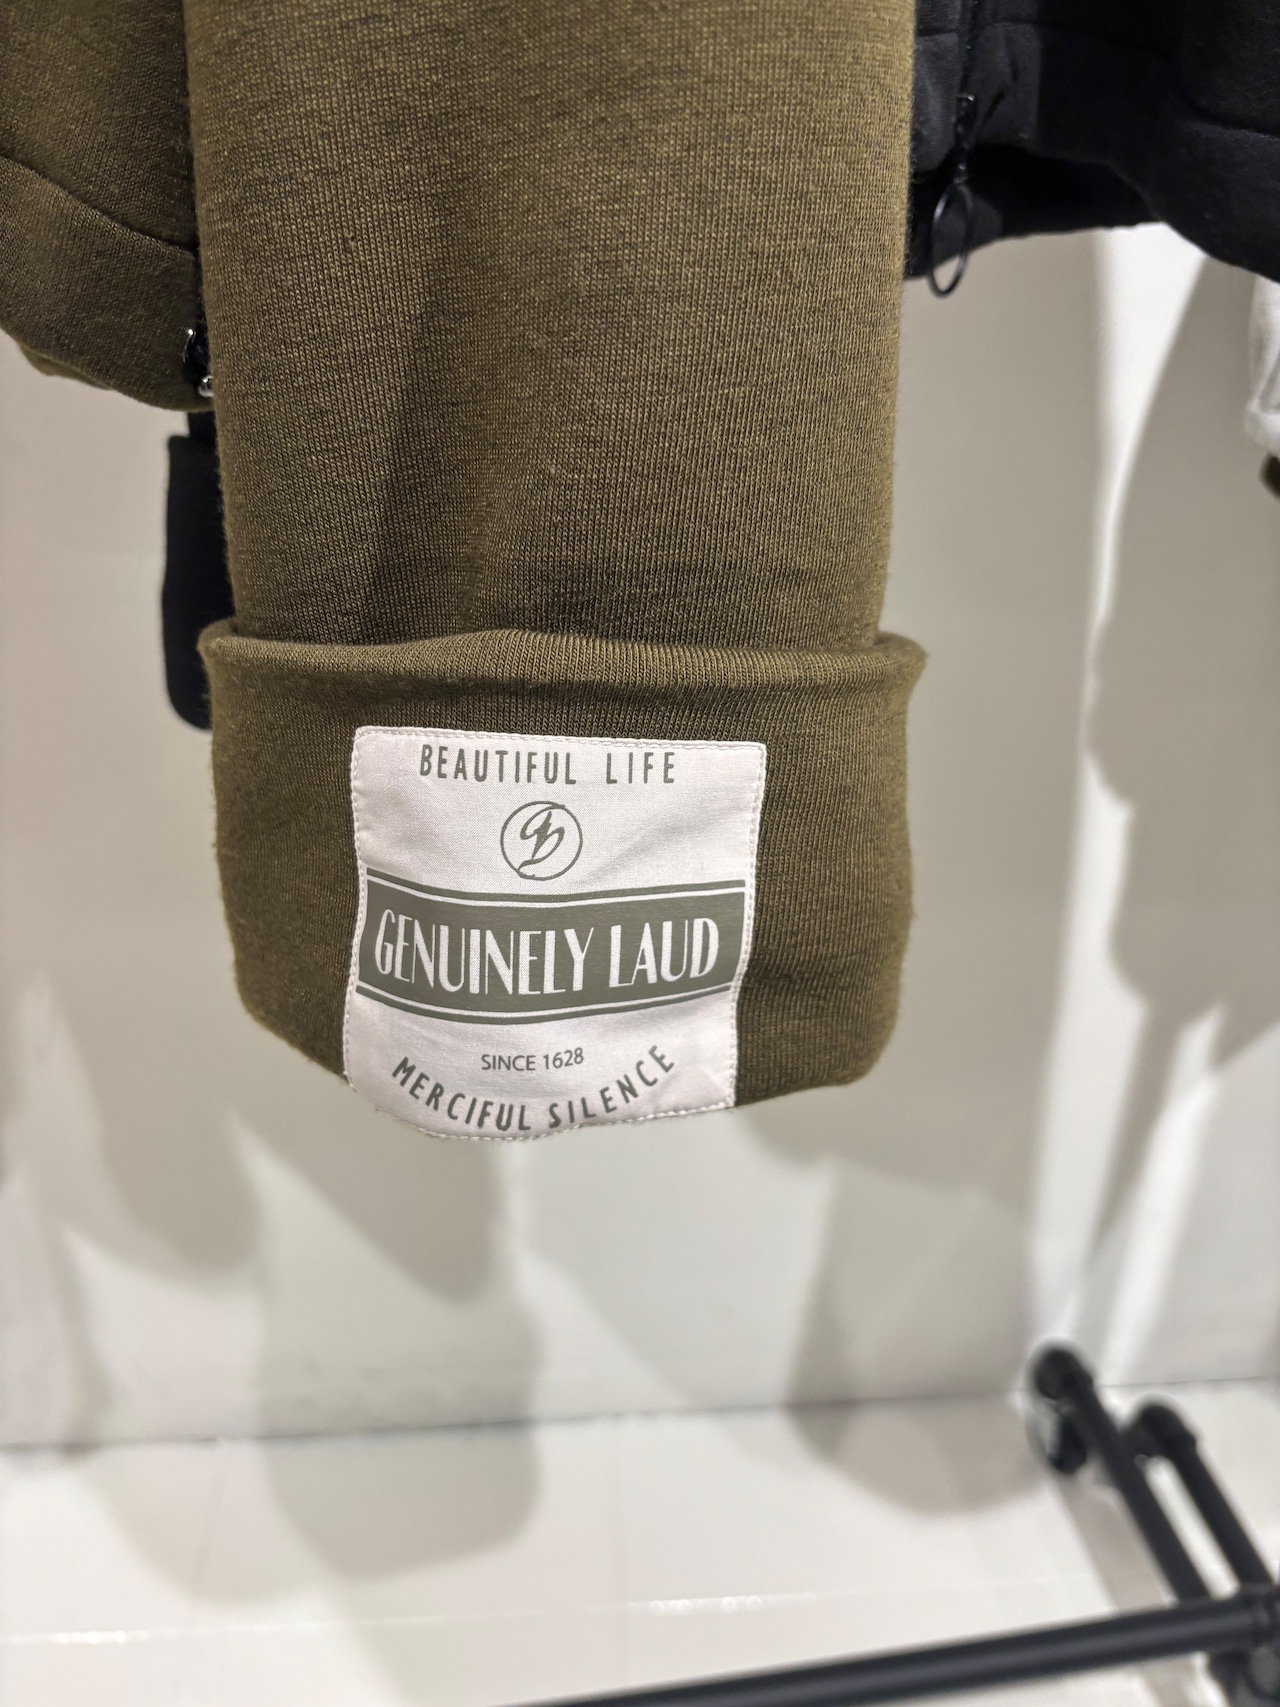 BEAUTIFUL LIFE
GENUINELY LAUD
SINCE 1628
MERCIFUL SILENCE